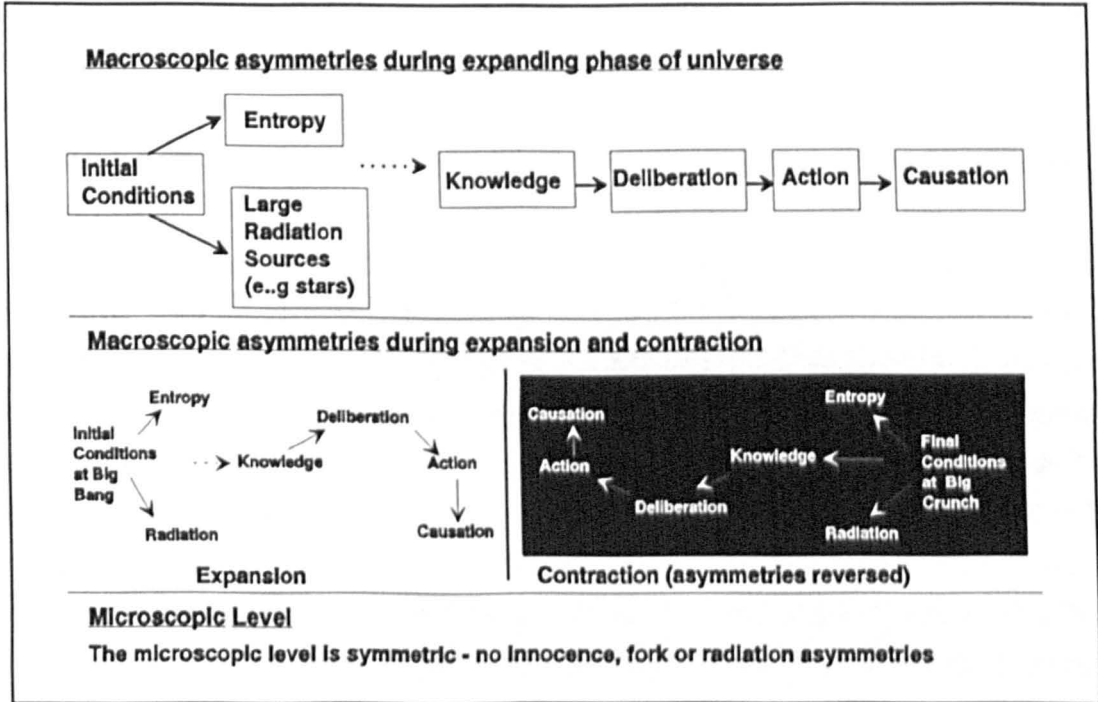 Macroscopic asymmetries during expanding phase of universe
Entropy
Initial
Conditions
Large
Radiation
Sources
(e..g stars)
Knowledge
Deliberation
Action
Causation
Macroscopic asymmetries during expansion and contraction
Entropy
Initial
Conditions
at Big
Bang
Radiation
Knowledge
Deliberation
Action
Causation
Expansion
Causation
Action
Deliberation
Knowledge
Entropy
Radiation
Final
Conditions
at Big
Crunch
Contraction (asymmetries reversed)
Microscopic Level
The microscopic level is symmetric - no innocence, fork or radiation asymmetries